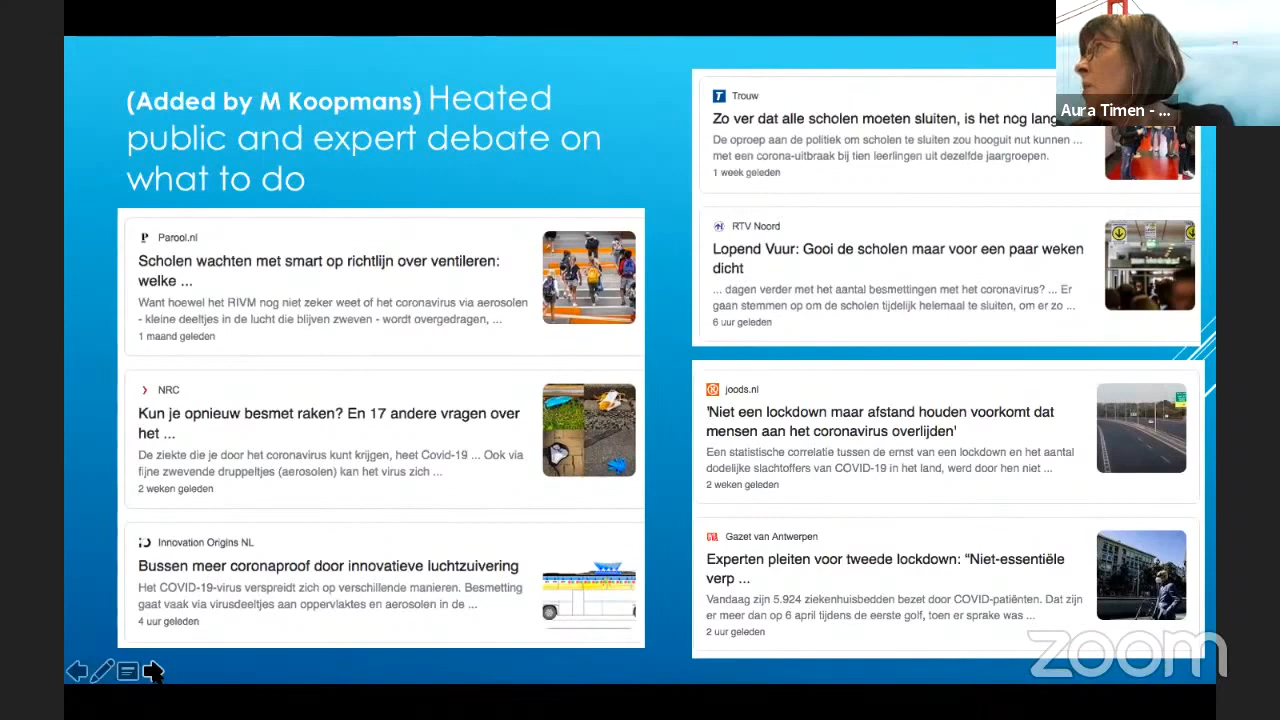 (Added by M Koopmans) Heated
public and expert debate on
what to do
Parool.nl
Scholen wachten met smart op richtlijn over ventileren:
welke ...
Want hoewel het RIVM nog niet zeker weet of het coronavirus via aerosolen
- kleine deeltjes in de lucht die blijven zweven - wordt overgedragen, ...
1 maand geleden
NRC
Kun je opnieuw besmet raken? En 17 andere vragen over
het ...
De ziekte die je door het coronavirus kunt krijgen, heet Covid-19 ... Ook via
fijne zwevende druppeltjes (aerosolen) kan het virus zich ...
2 weken geleden
Innovation Origins NL
Bussen meer coronaproof door innovatieve luchtzuivering
Het COVID-19-virus verspreidt zich op verschillende manieren. Besmetting
gaat vaak via virusdeeltjes aan oppervlaktes en aerosolen in de ...
4 uur geleden
Trouw
Zo ver dat alle scholen moeten sluiten, is het nog lang
De oproep aan de politiek om scholen te sluiten zou hooguit nut kunnen ...
met een corona-uitbraak bij tien leerlingen uit dezelfde jaargroepen.
1 week geleden
RTV Noord
Lopend Vuur: Gooi de scholen maar voor een paar weken
dicht
... dagen verder met het aantal besmettingen met het coronavirus? ... Er
gaan stemmen op om de scholen tijdelijk helemaal te sluiten, om er zo ...
6 uur geleden
joods.nl
'Niet een lockdown maar afstand houden voorkomt dat
mensen aan het coronavirus overlijden'
Een statistische correlatie tussen de ernst van een lockdown en het aantal
dodelijke slachtoffers van COVID-19 in het land, werd door hen niet ...
2 weken geleden
Gazet van Antwerpen
Experten pleiten voor tweede lockdown: “Niet-essentiële
verp ...
Vandaag zijn 5.924 ziekenhuisbedden bezet door COVID-patiënten. Dat zijn
er meer dan op 6 april tijdens de eerste golf, toen er sprake was ...
2 uur geleden
Aura Timen - ...
zoom